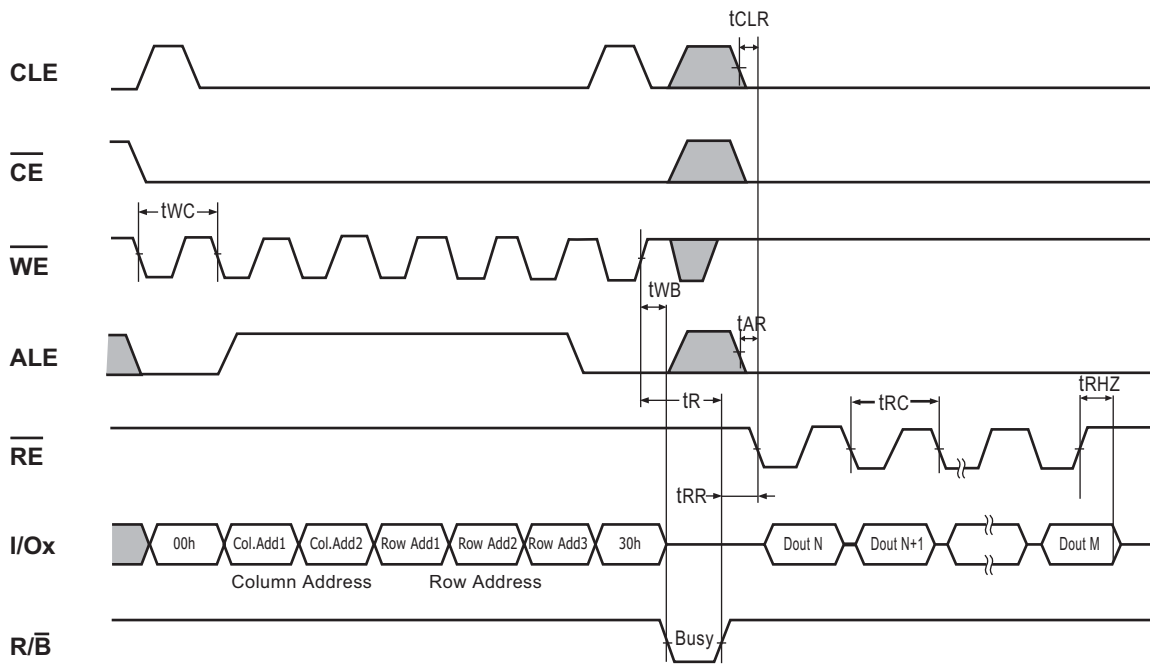 tCLR
CLE
CE
tWC
WE
tWB
tAR
ALE
tR
tRC
tRHZ
RE
tRR
I/Ox
00h
Col.Add1
Col.Add2
Row Add1
Row Add2
Row Add3
30h
Dout N
Dout N+1
Dout M
Column Address
Row Address
R/B
Busy